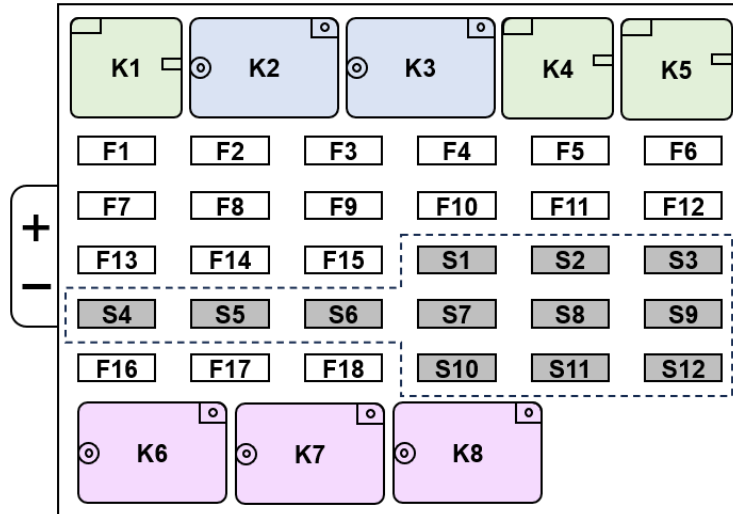 K1 K2 K3 K4 K5
F1 F2 F3 F4 F5 F6
F7 F8 F9 F10 F11 F12
+
F13 F14 F15 S1 S2 S3
−
S4 S5 S6 S7 S8 S9
F16 F17 F18 S10 S11 S12
K6 K7 K8